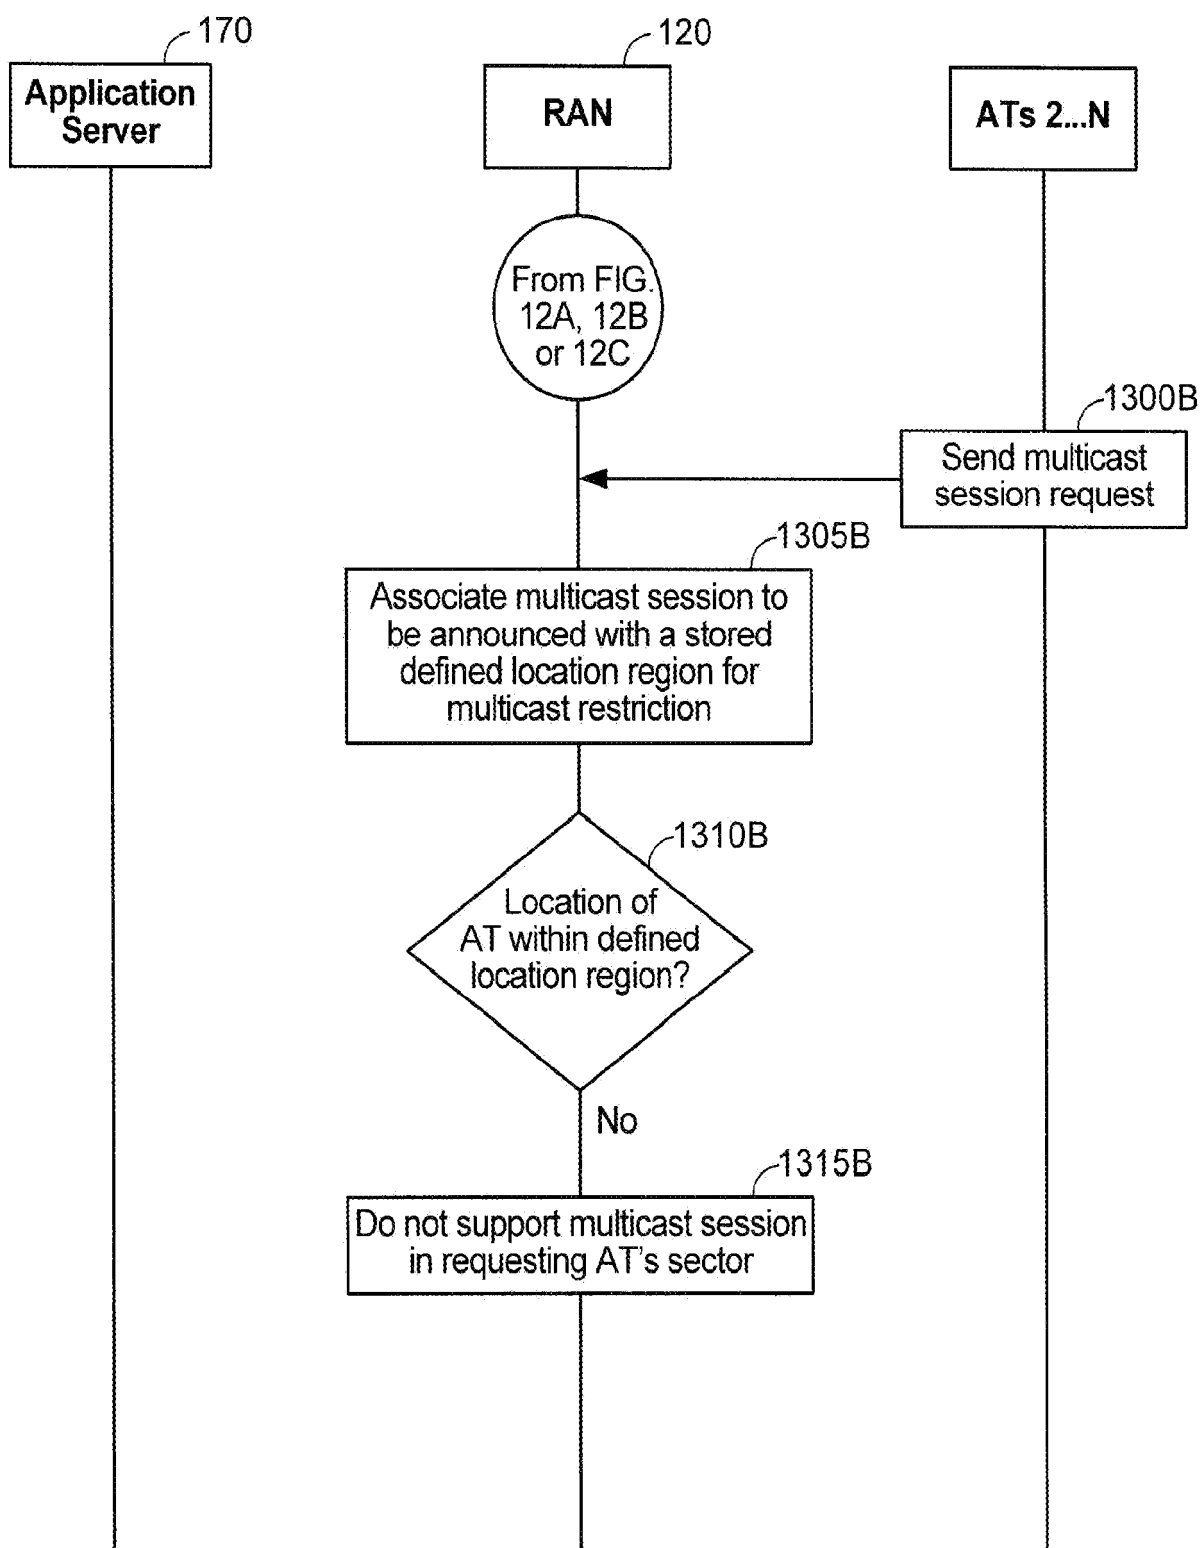 170
120
Application
Server
RAN
ATs 2...N
From FIG.
12A, 12B
or 12C
1300B
Send multicast
session request
1305B
Associate multicast session to
be announced with a stored
defined location region for
multicast restriction
1310B
Location of
AT within defined
location region?
No
1315B
Do not support multicast session
in requesting AT's sector